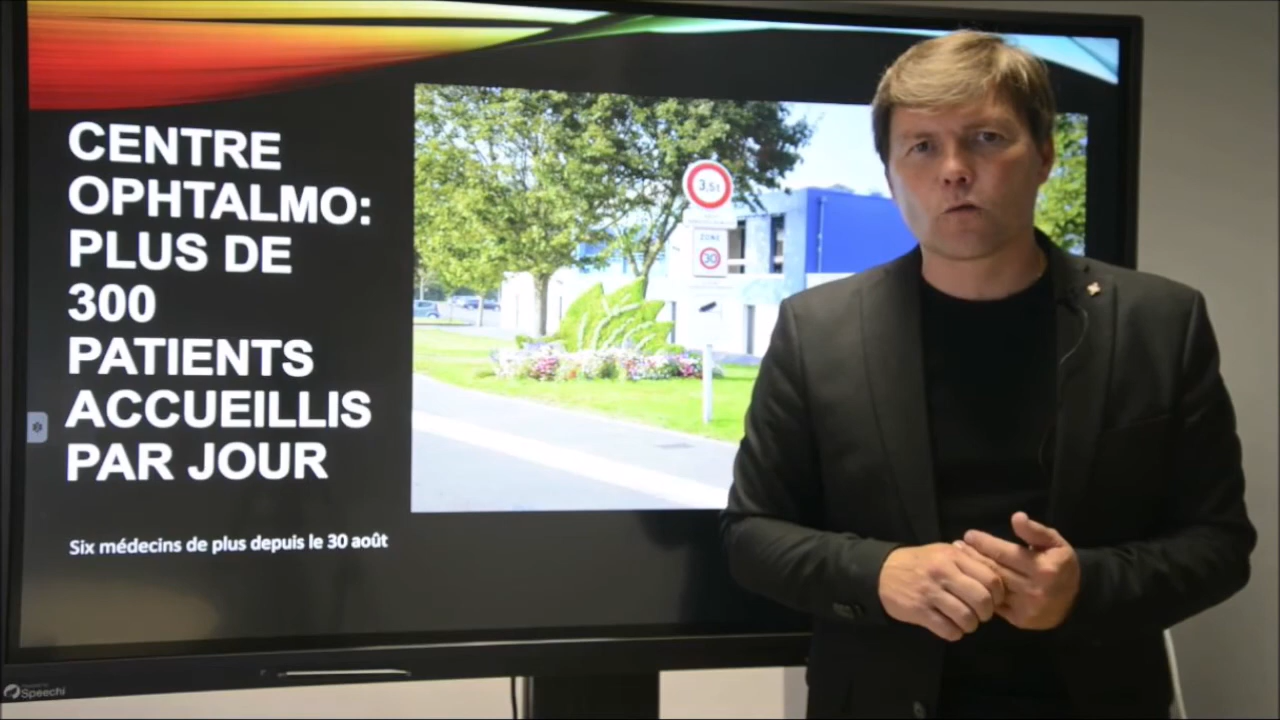 CENTRE
OPHTALMO:
PLUS DE
300
PATIENTS
ACCUEILLIS
PAR JOUR
Six médecins de plus depuis le 30 août
3,5t
ZONE
30
Speechi